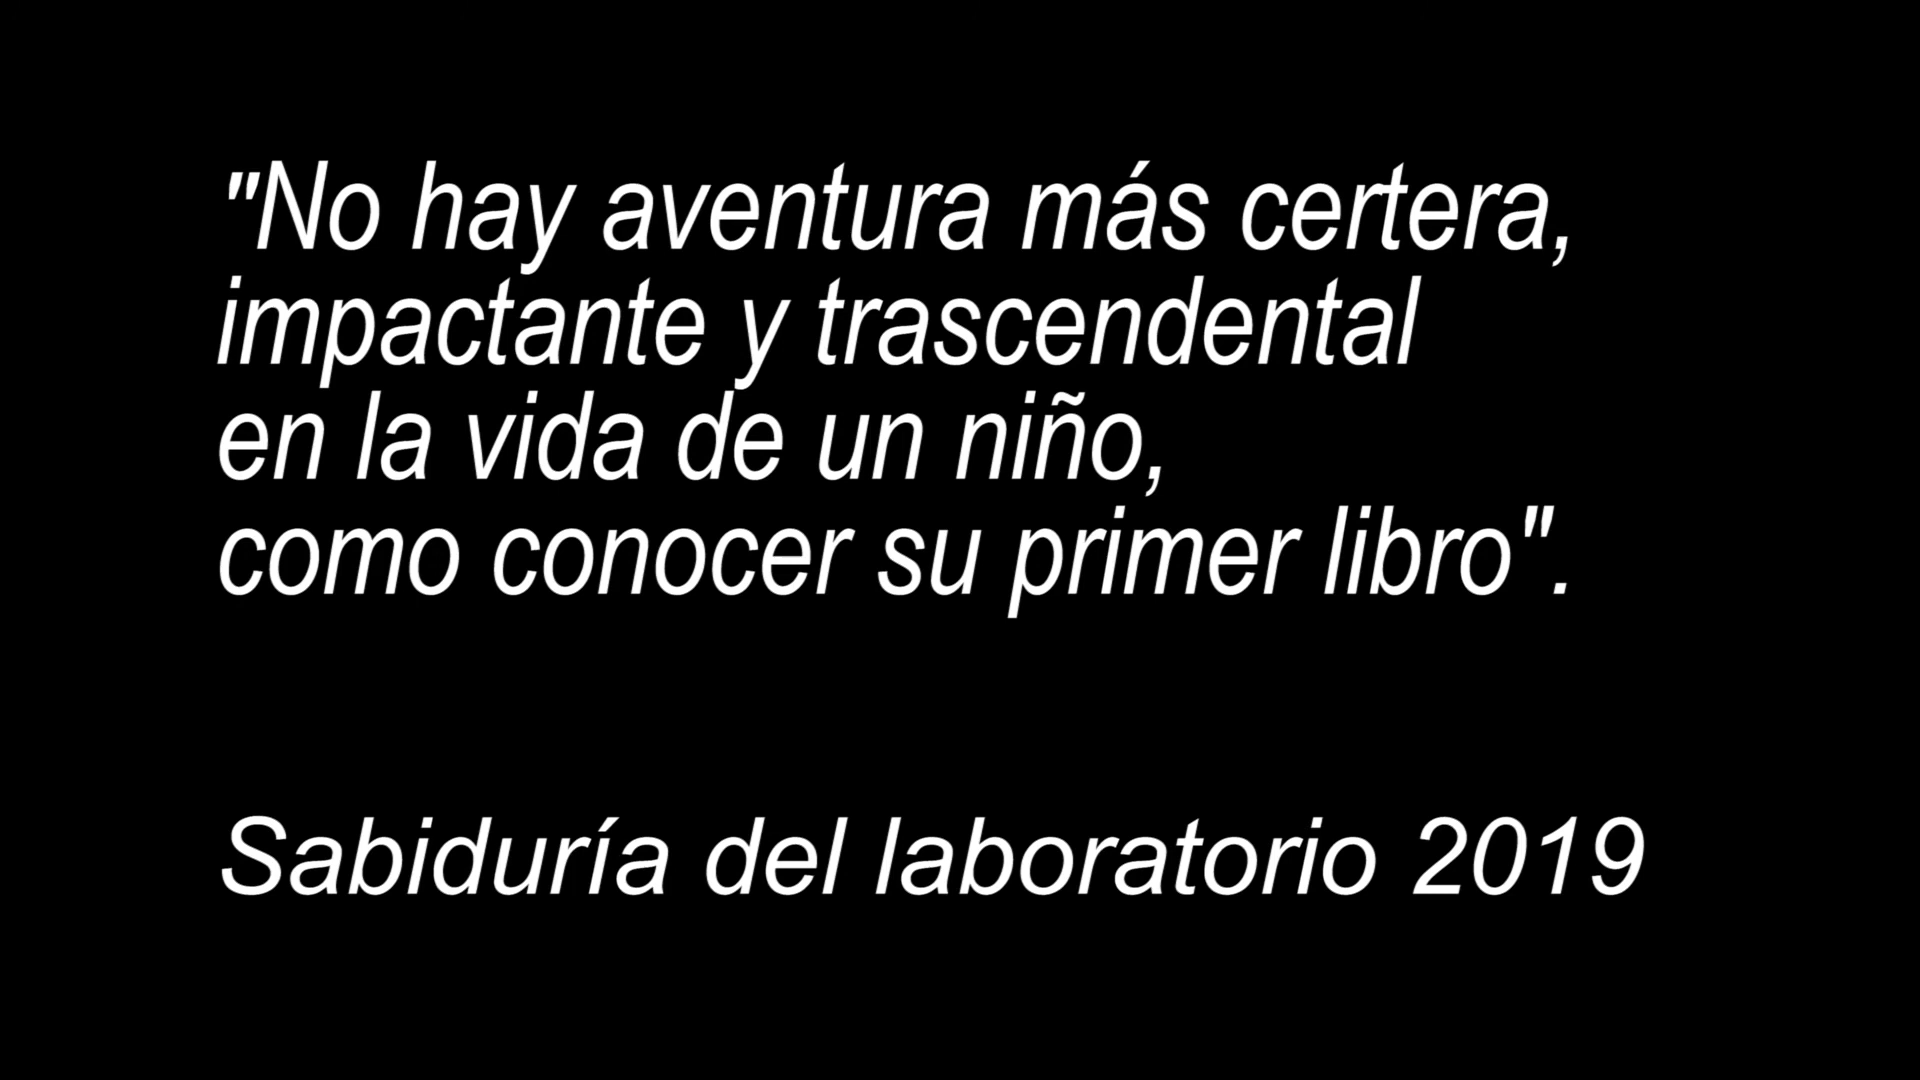 "No hay aventura más certera,
impactante y trascendental
en la vida de un niño,
como conocer su primer libro".
Sabiduría del laboratorio 2019